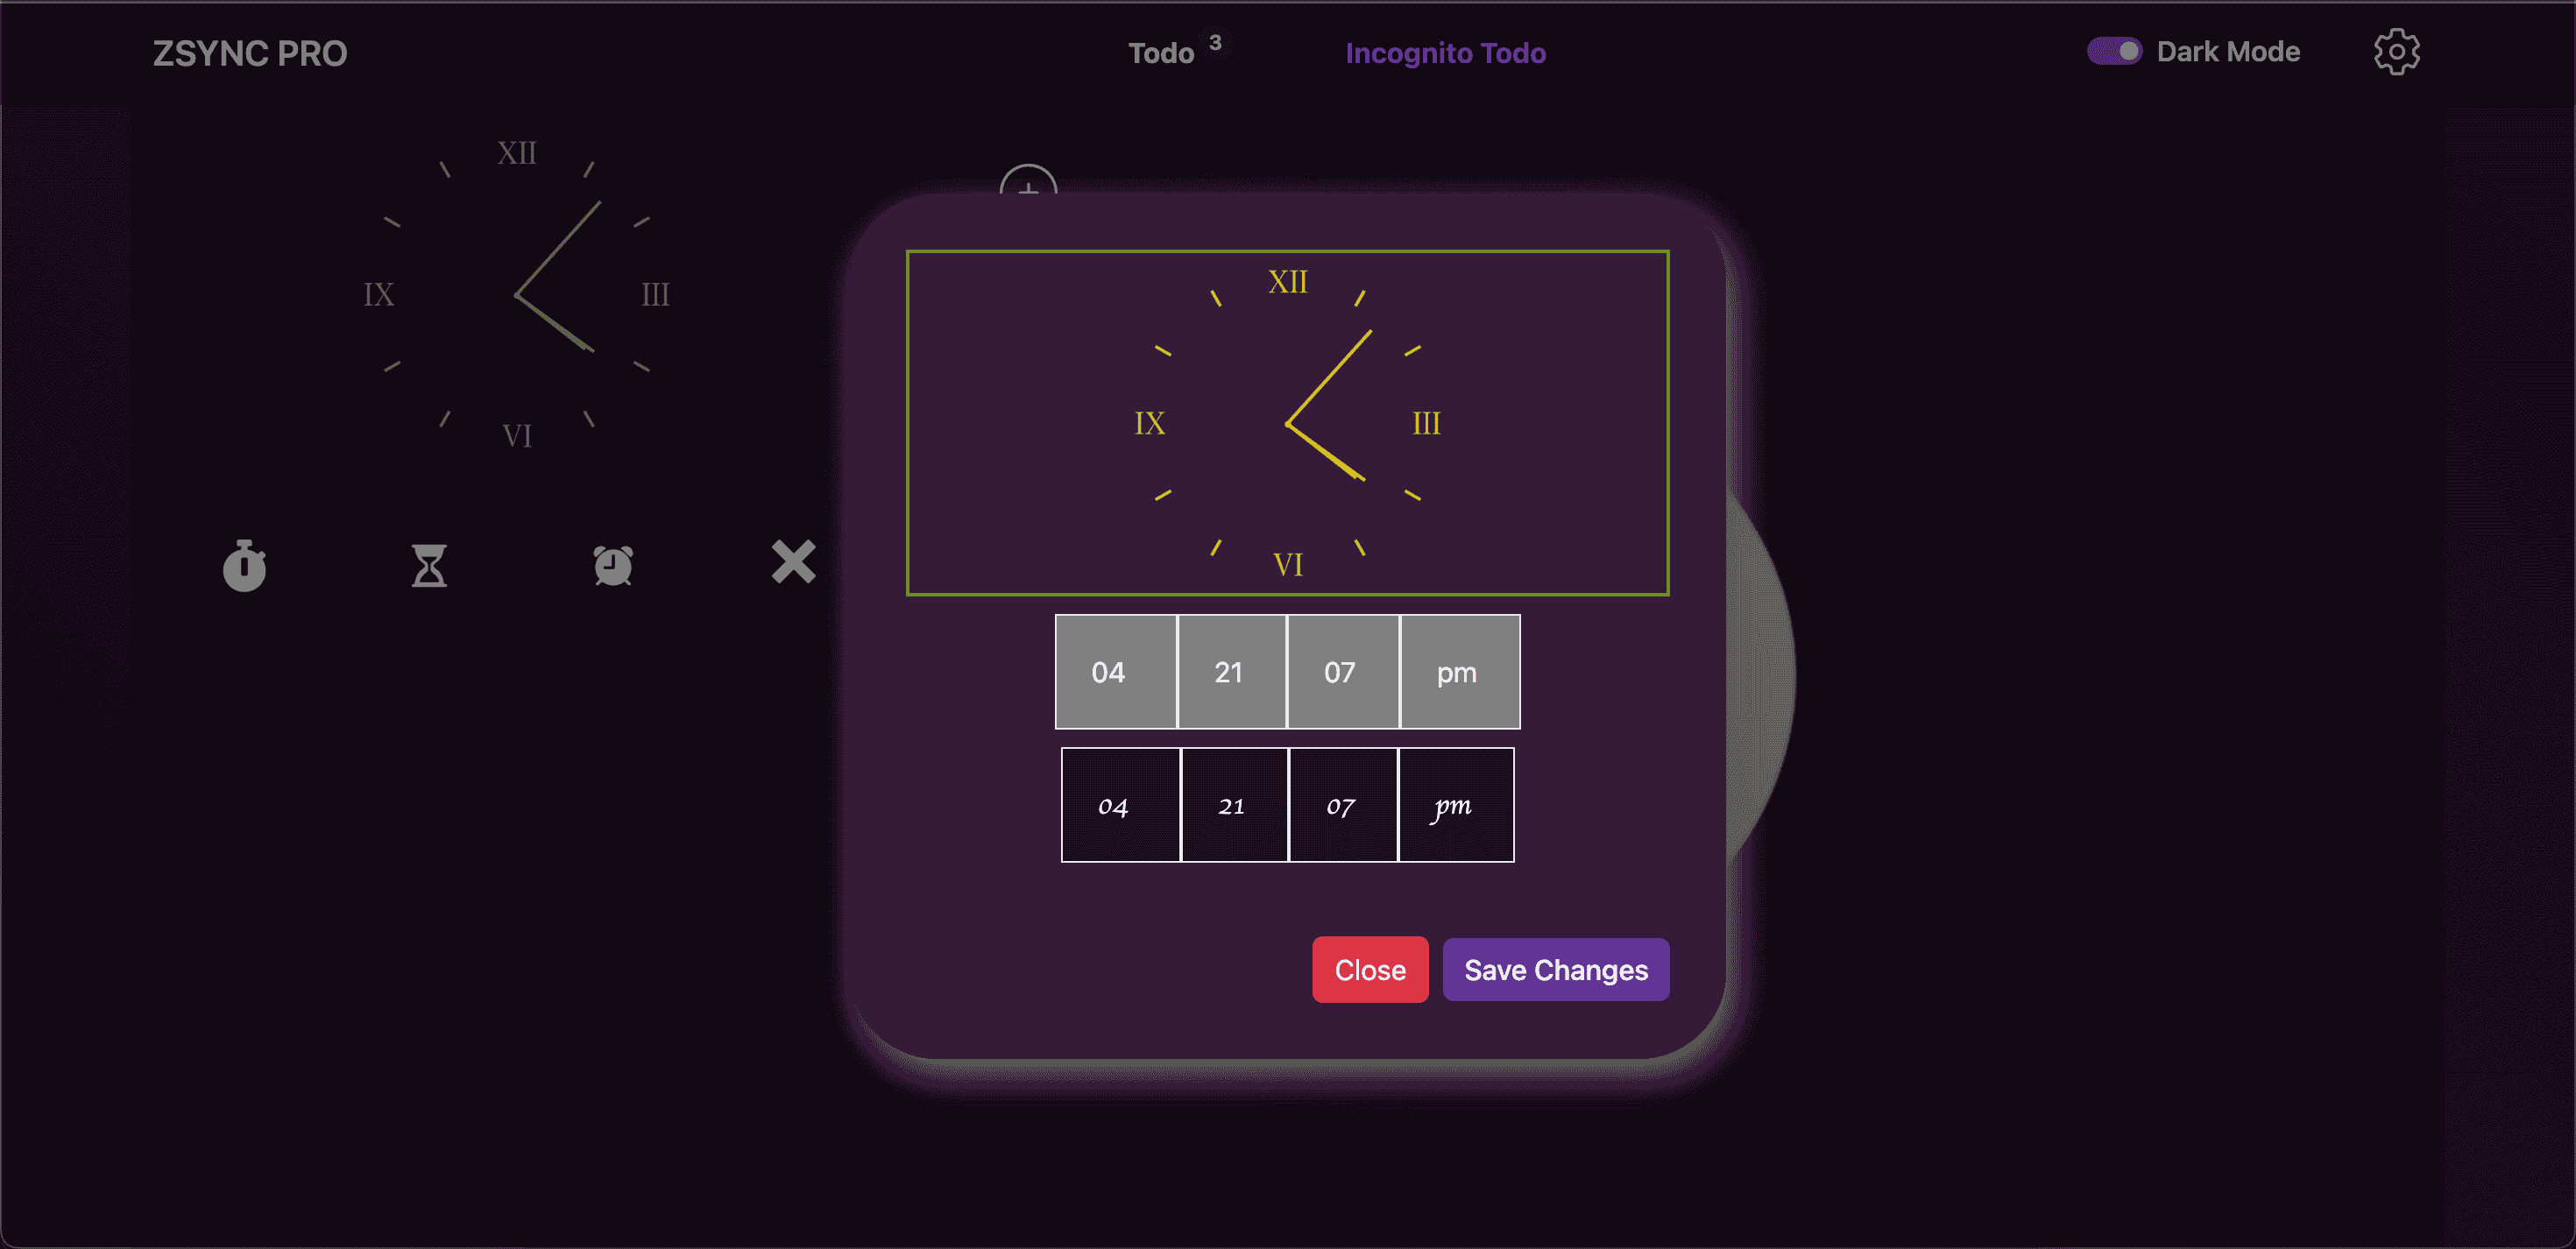 ZSYNC PRO
Todo 3
Incognito Todo
Dark Mode
XII
IX III
VI
XII
IX III
VI
04 21 07 pm
04 21 07 pm
Close Save Changes